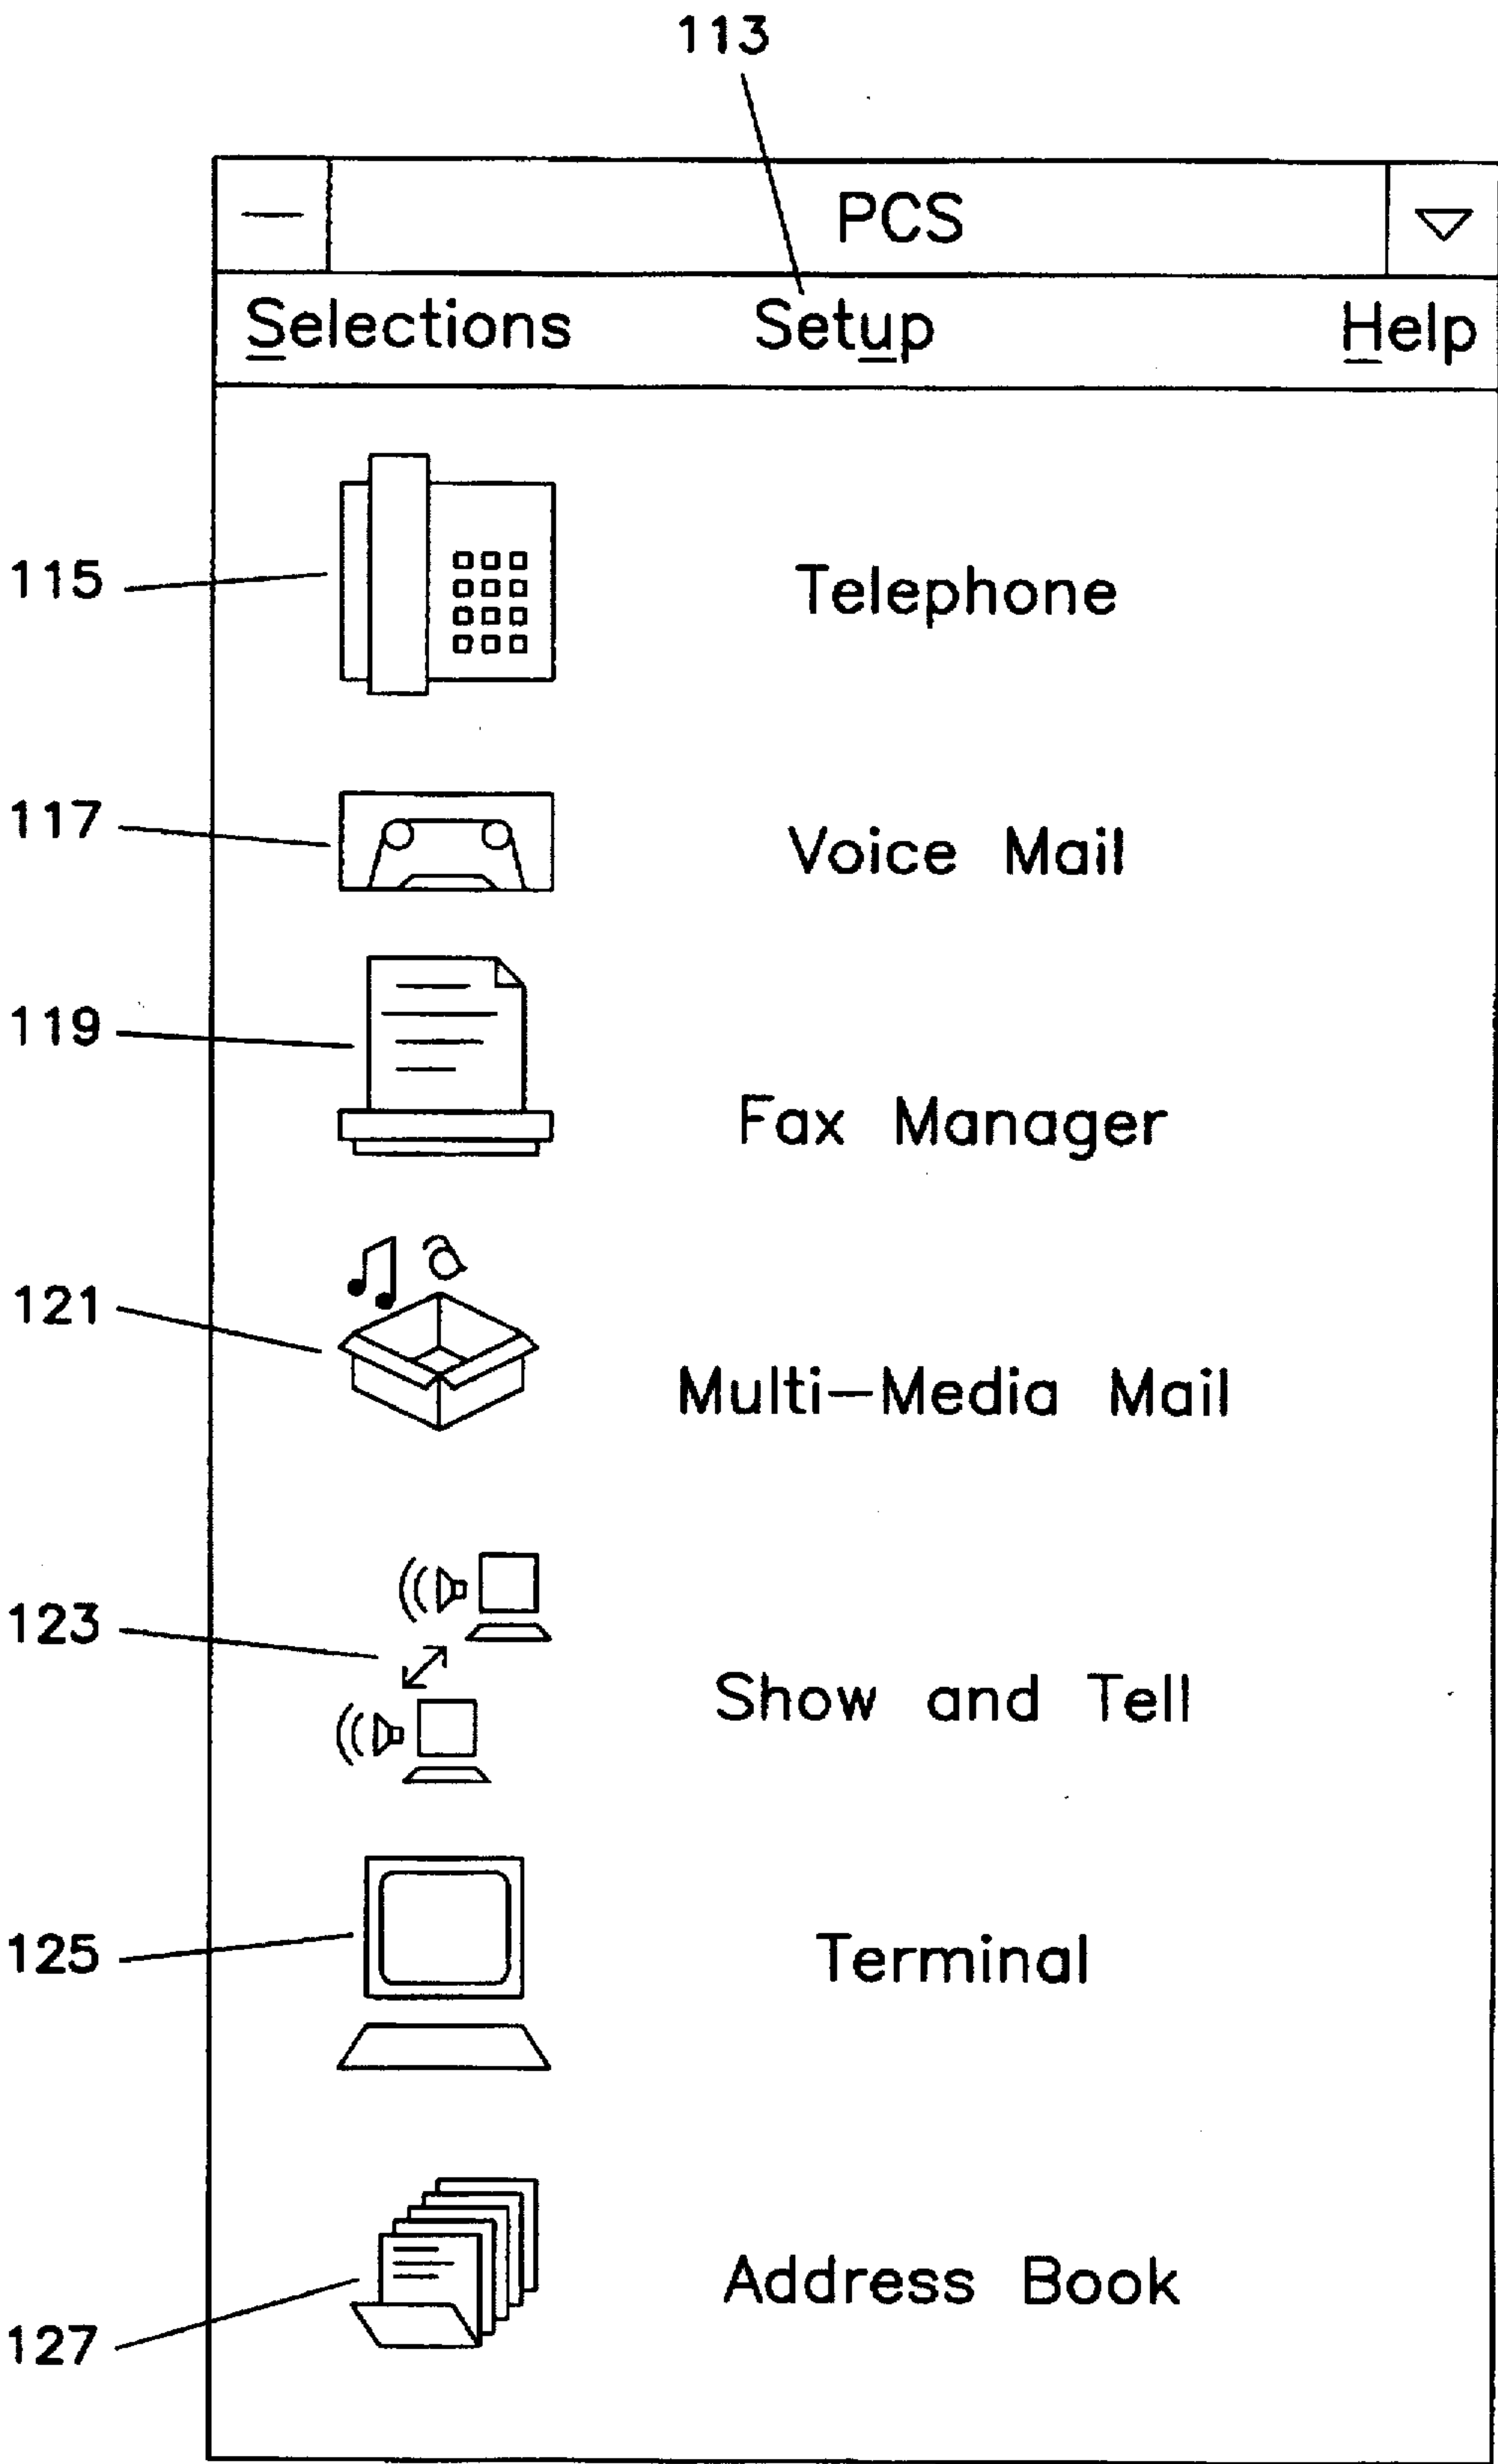 113
PCS
Selections Setup Help
115 Telephone
117 Voice Mail
119 Fax Manager
121 Multi-Media Mail
123 Show and Tell
125 Terminal
127 Address Book